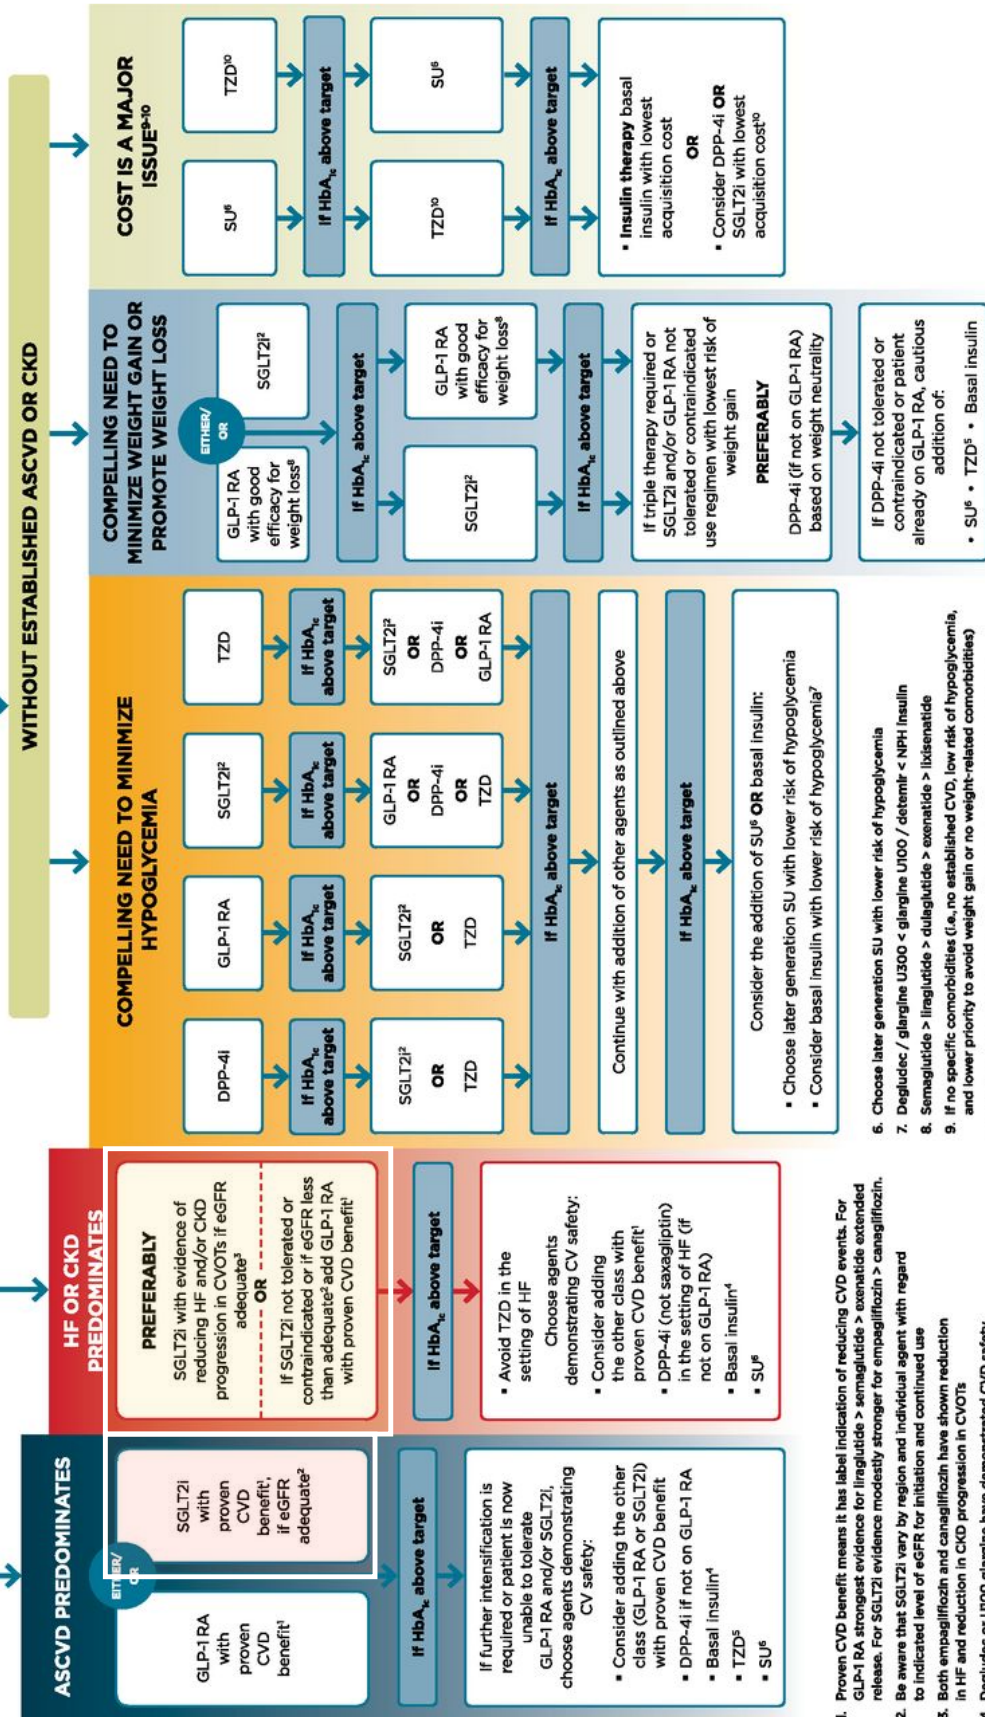 WITHOUT ESTABLISHED ASCVD OR CKD
ASCVD PREDOMINATES
EITHER/
OR
GLP-1 RA
with
proven
CVD
benefit¹
SGLT2i
with
proven
CVD
benefit¹,
if eGFR
adequate²
If HbA1c above target
If further intensification is
required or patient is now
unable to tolerate
GLP-1 RA and/or SGLT2i,
choose agents demonstrating
CV safety:
▪ Consider adding the other
class (GLP-1 RA or SGLT2i)
with proven CVD benefit
▪ DPP-4i if not on GLP-1 RA
▪ Basal insulin⁴
▪ TZD⁵
▪ SU⁶
HF OR CKD
PREDOMINATES
PREFERABLY
SGLT2i with evidence of
reducing HF and/or CKD
progression in CVOTs if eGFR
adequate³
OR
If SGLT2i not tolerated or
contraindicated or if eGFR less
than adequate² add GLP-1 RA
with proven CVD benefit¹
If HbA1c above target
▪ Avoid TZD in the
setting of HF
Choose agents
demonstrating CV safety:
▪ Consider adding
the other class with
proven CVD benefit¹
▪ DPP-4i (not saxagliptin)
in the setting of HF (if
not on GLP-1 RA)
▪ Basal insulin⁴
▪ SU⁶
COMPELLING NEED TO MINIMIZE
HYPOGLYCEMIA
DPP-4i
GLP-1 RA
SGLT2i²
TZD
If HbA1c
above target
If HbA1c
above target
If HbA1c
above target
If HbA1c
above target
SGLT2i²
OR
TZD
SGLT2i²
OR
TZD
GLP-1 RA
OR
DPP-4i
OR
TZD
SGLT2i²
OR
DPP-4i
OR
GLP-1 RA
If HbA1c above target
Continue with addition of other agents as outlined above
If HbA1c above target
Consider the addition of SU⁶ OR basal insulin:
▪ Choose later generation SU with lower risk of hypoglycemia
▪ Consider basal insulin with lower risk of hypoglycemia⁷
COMPELLING NEED TO
MINIMIZE WEIGHT GAIN OR
PROMOTE WEIGHT LOSS
EITHER/
OR
GLP-1 RA
with good
efficacy for
weight loss⁸
SGLT2i²
If HbA1c above target
SGLT2i²
GLP-1 RA
with good
efficacy for
weight loss⁸
If HbA1c above target
If triple therapy required or
SGLT2i and/or GLP-1 RA not
tolerated or contraindicated
use regimen with lowest risk of
weight gain
PREFERABLY
DPP-4i (if not on GLP-1 RA)
based on weight neutrality
If DPP-4i not tolerated or
contraindicated or patient
already on GLP-1 RA, cautious
addition of:
• SU⁶ • TZD⁵ • Basal insulin
COST IS A MAJOR
ISSUE⁹⁻¹⁰
SU⁶
TZD¹⁰
If HbA1c above target
TZD¹⁰
SU⁶
If HbA1c above target
▪ Insulin therapy basal
insulin with lowest
acquisition cost
OR
▪ Consider DPP-4i OR
SGLT2i with lowest
acquisition cost¹⁰
1. Proven CVD benefit means it has label indication of reducing CVD events. For
GLP-1 RA strongest evidence for liraglutide > semaglutide > exenatide extended
release. For SGLT2i evidence modestly stronger for empagliflozin > canagliflozin.
2. Be aware that SGLT2i vary by region and individual agent with regard
to indicated level of eGFR for initiation and continued use
3. Both empagliflozin and canagliflozin have shown reduction
in HF and reduction in CKD progression in CVOTs
4. Degludec or U100 glargine have demonstrated CVD safety
6. Choose later generation SU with lower risk of hypoglycemia
7. Degludec / glargine U300 < glargine U100 / detemir < NPH insulin
8. Semaglutide > liraglutide > dulaglutide > exenatide > lixisenatide
9. If no specific comorbidities (i.e., no established CVD, low risk of hypoglycemia,
and lower priority to avoid weight gain or no weight-related comorbidities)